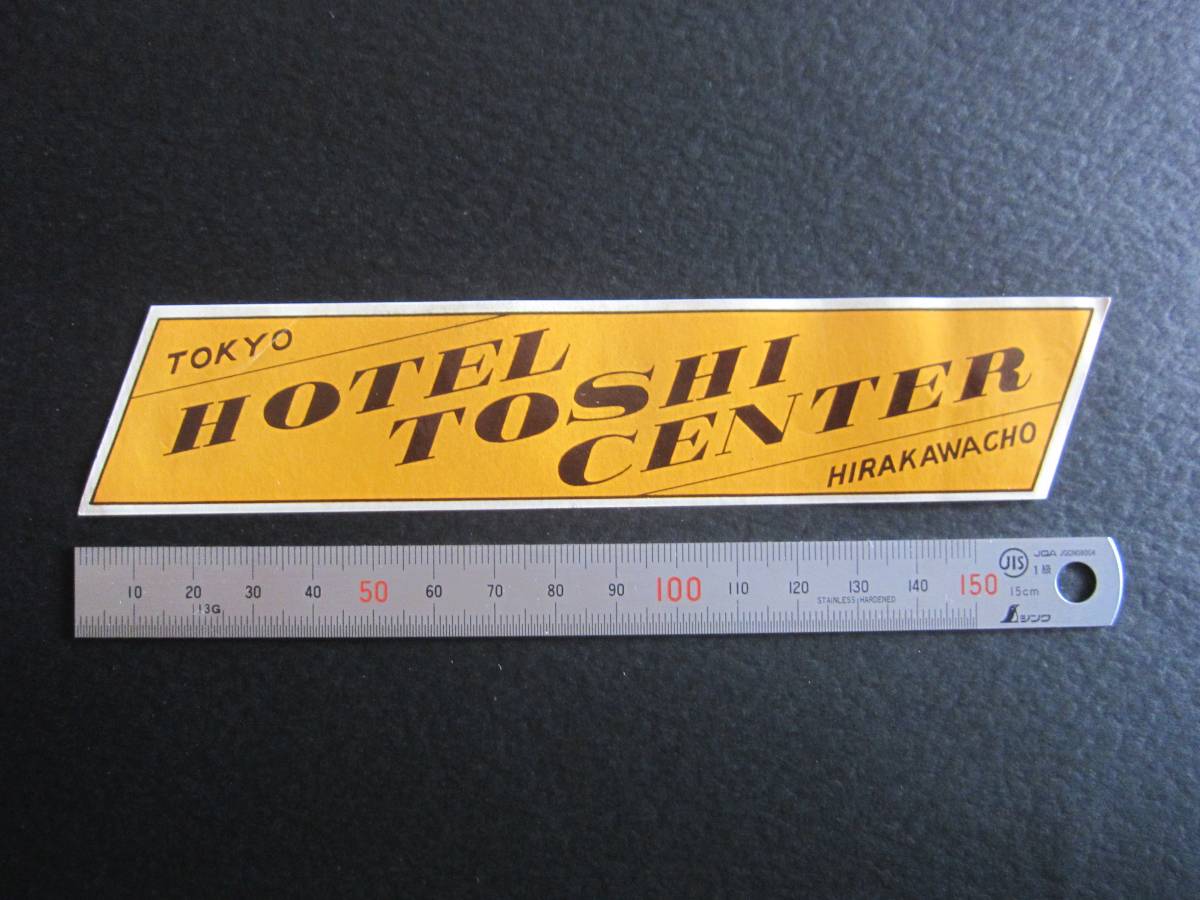 TOKYO
HOTEL
TOSHI
CENTER
HIRAKAWACHO
10 20 30 40 50 60 70 80 90 100 110 120 130 140 150
113G
STAINLESS HARDENED
JIS
JQA
1級
15cm
シンワ